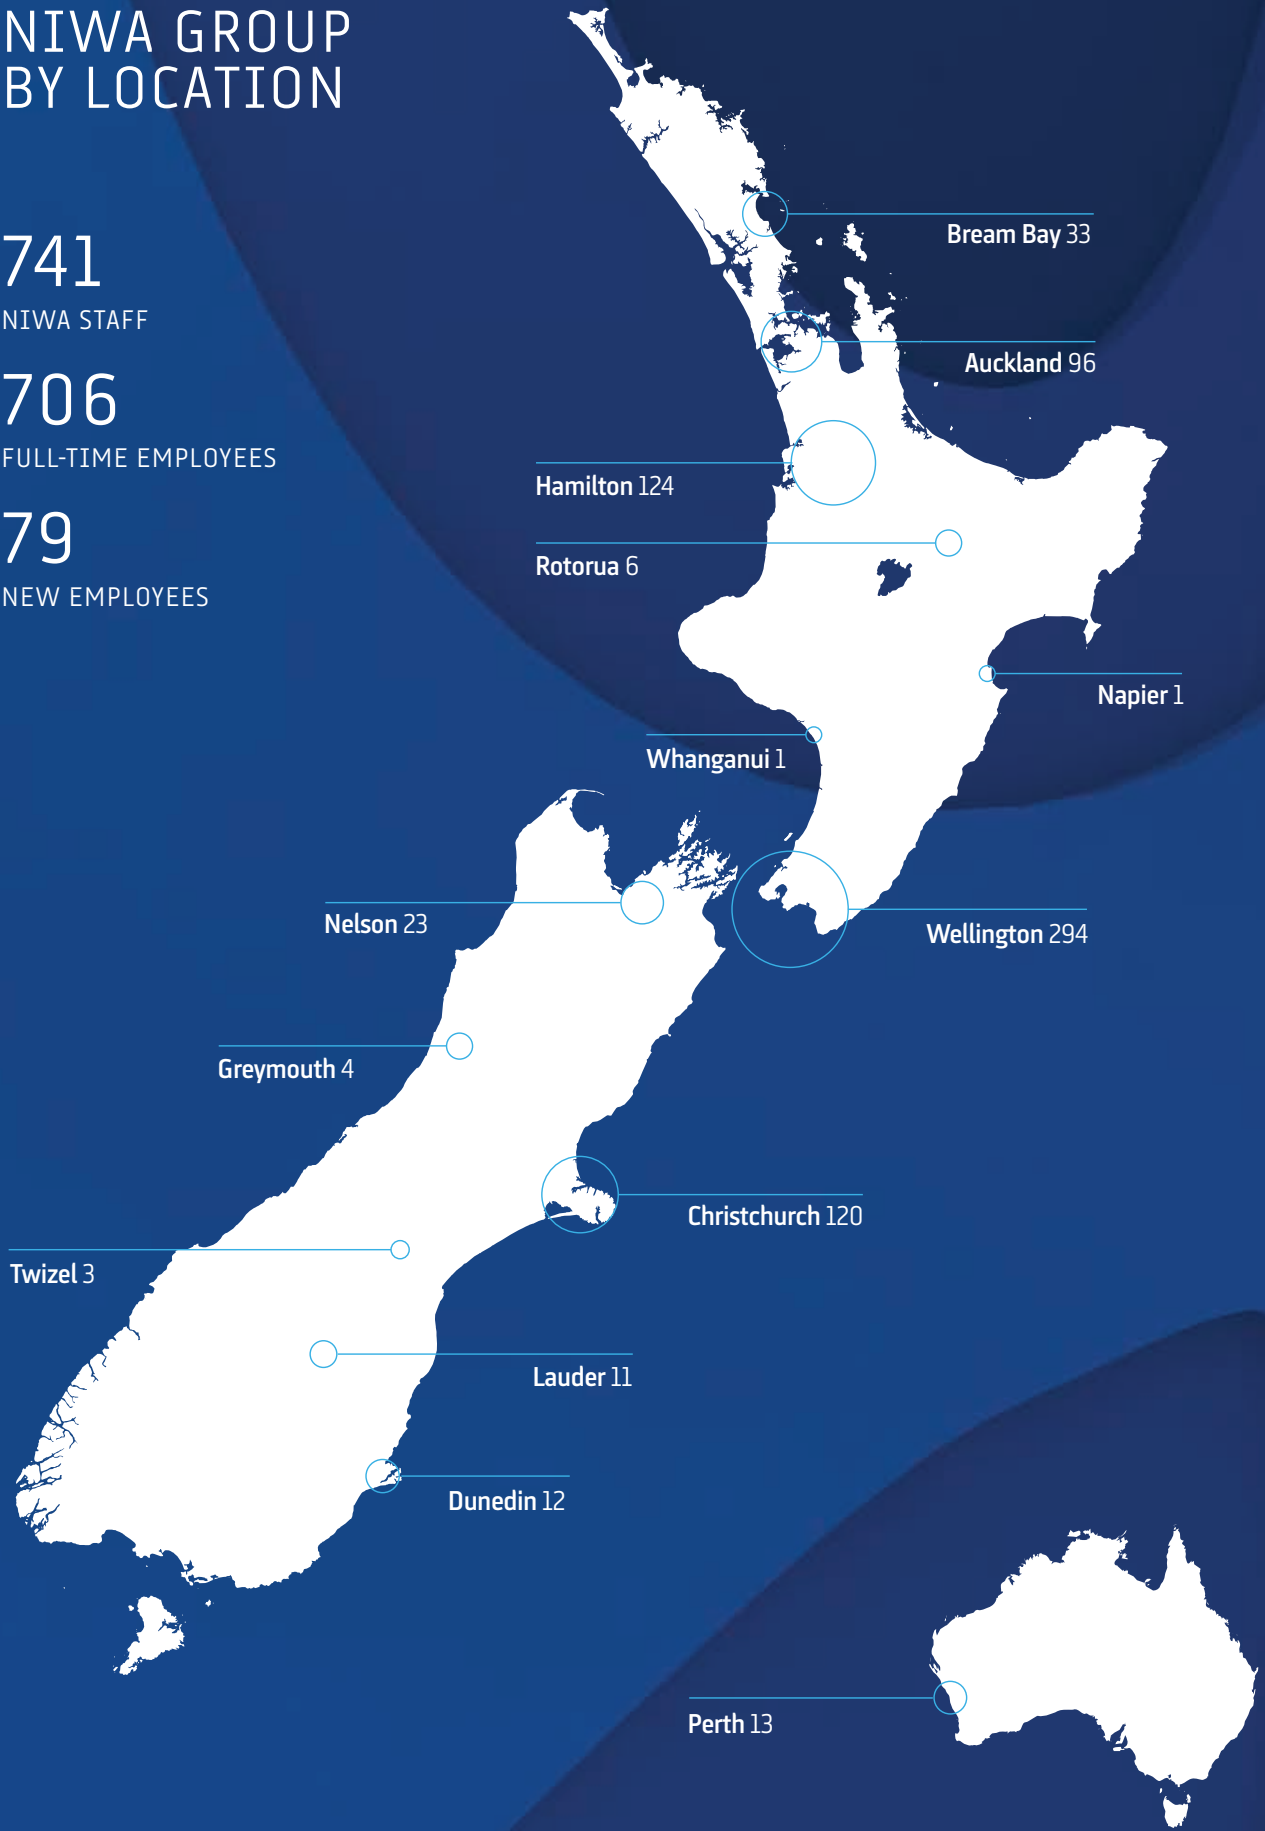 NIWA GROUP
BY LOCATION
741
NIWA STAFF
706
FULL-TIME EMPLOYEES
79
NEW EMPLOYEES
Bream Bay 33
Auckland 96
Hamilton 124
Rotorua 6
Napier 1
Whanganui 1
Nelson 23
Wellington 294
Greymouth 4
Christchurch 120
Twizel 3
Lauder 11
Dunedin 12
Perth 13